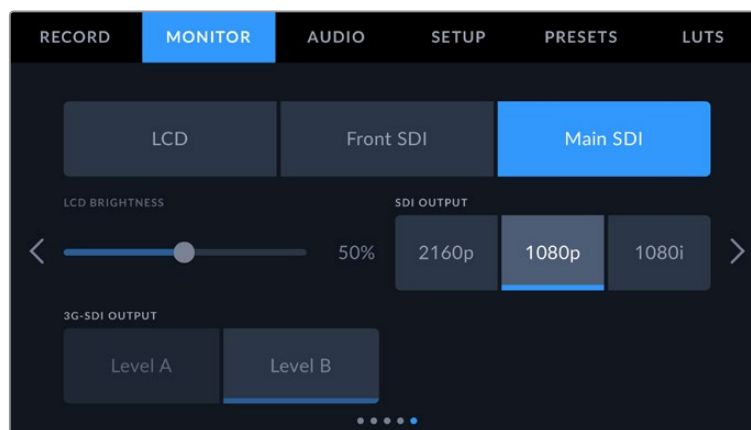 RECORD MONITOR AUDIO SETUP PRESETS LUTS
LCD Front SDI Main SDI
LCD BRIGHTNESS SDI OUTPUT
50% 2160p 1080p 1080i
3G-SDI OUTPUT
Level A Level B